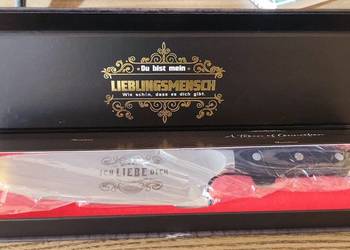 Du bist mein
LIEBLINGSMENSCH
Wie schön, dass es dich gibt.
ICH LIEBE DICH